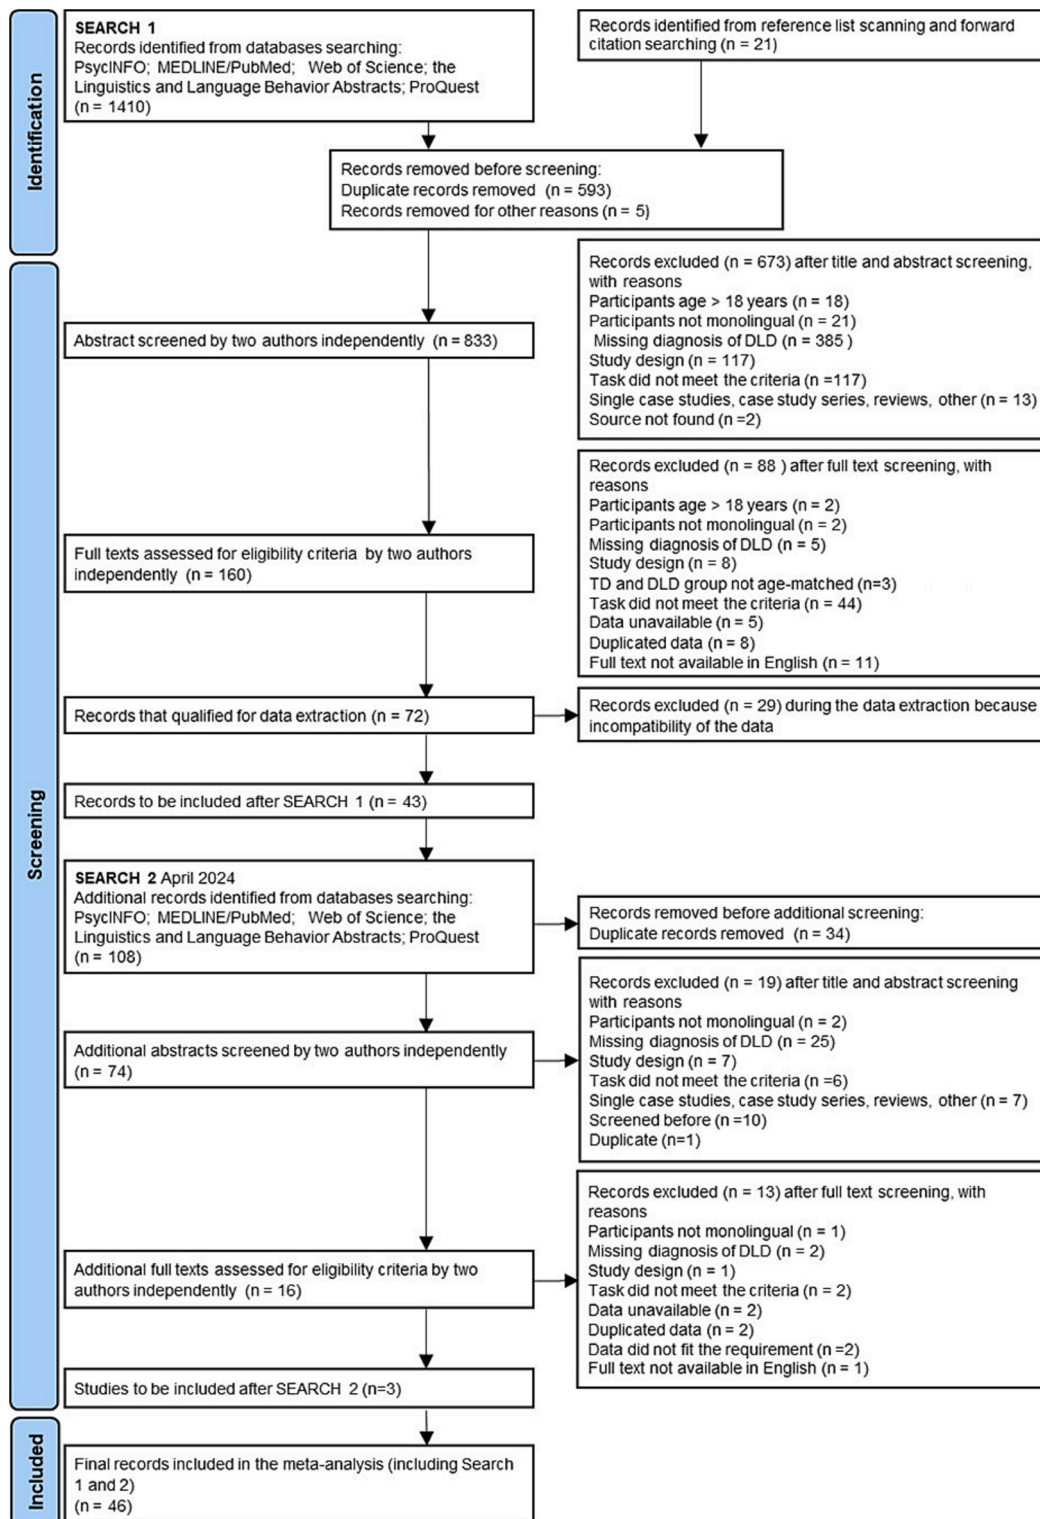 Identification
SEARCH 1
Records identified from databases searching:
PsycINFO; MEDLINE/PubMed; Web of Science; the
Linguistics and Language Behavior Abstracts; ProQuest
(n = 1410)
Records identified from reference list scanning and forward
citation searching (n = 21)
Records removed before screening:
Duplicate records removed (n = 593)
Records removed for other reasons (n = 5)
Screening
Abstract screened by two authors independently (n = 833)
Records excluded (n = 673) after title and abstract screening,
with reasons
Participants age > 18 years (n = 18)
Participants not monolingual (n = 21)
Missing diagnosis of DLD (n = 385 )
Study design (n = 117)
Task did not meet the criteria (n =117)
Single case studies, case study series, reviews, other (n = 13)
Source not found (n =2)
Full texts assessed for eligibility criteria by two authors
independently (n = 160)
Records excluded (n = 88 ) after full text screening, with
reasons
Participants age > 18 years (n = 2)
Participants not monolingual (n = 2)
Missing diagnosis of DLD (n = 5)
Study design (n = 8)
TD and DLD group not age-matched (n=3)
Task did not meet the criteria (n = 44)
Data unavailable (n = 5)
Duplicated data (n = 8)
Full text not available in English (n = 11)
Records that qualified for data extraction (n = 72)
Records excluded (n = 29) during the data extraction because
incompatibility of the data
Records to be included after SEARCH 1 (n = 43)
SEARCH 2 April 2024
Additional records identified from databases searching:
PsycINFO; MEDLINE/PubMed; Web of Science; the
Linguistics and Language Behavior Abstracts; ProQuest
(n = 108)
Records removed before additional screening:
Duplicate records removed (n = 34)
Additional abstracts screened by two authors independently
(n = 74)
Records excluded (n = 19) after title and abstract screening
with reasons
Participants not monolingual (n = 2)
Missing diagnosis of DLD (n = 25)
Study design (n = 7)
Task did not meet the criteria (n =6)
Single case studies, case study series, reviews, other (n = 7)
Screened before (n =10)
Duplicate (n=1)
Additional full texts assessed for eligibility criteria by two
authors independently (n = 16)
Records excluded (n = 13) after full text screening, with
reasons
Participants not monolingual (n = 1)
Missing diagnosis of DLD (n = 2)
Study design (n = 1)
Task did not meet the criteria (n = 2)
Data unavailable (n = 2)
Duplicated data (n = 2)
Data did not fit the requirement (n =2)
Full text not available in English (n = 1)
Studies to be included after SEARCH 2 (n=3)
Included
Final records included in the meta-analysis (including Search
1 and 2)
(n = 46)